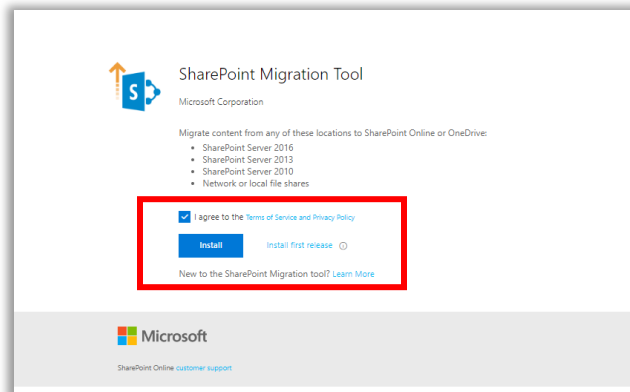 S
SharePoint Migration Tool
Microsoft Corporation
Migrate content from any of these locations to SharePoint Online or OneDrive:
• SharePoint Server 2016
• SharePoint Server 2013
• SharePoint Server 2010
• Network or local file shares
I agree to the Terms of Service and Privacy Policy
Install Install first release
New to the SharePoint Migration tool? Learn More
Microsoft
SharePoint Online customer support